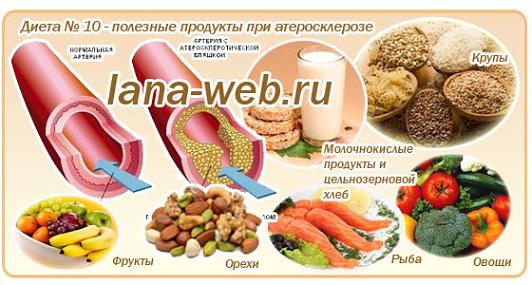 Диета № 10 - полезные продукты при атеросклерозе
НОРМАЛЬНАЯ
АРТЕРИЯ
АРТЕРИЯ С
АТЕРОСКЛЕРОТИЧЕСКОЙ
БЛЯШКОЙ
Крупы
lana-web.ru
Молочнокислые
продукты и
цельнозерновой
хлеб
Фрукты
Орехи
Рыба
Овощи